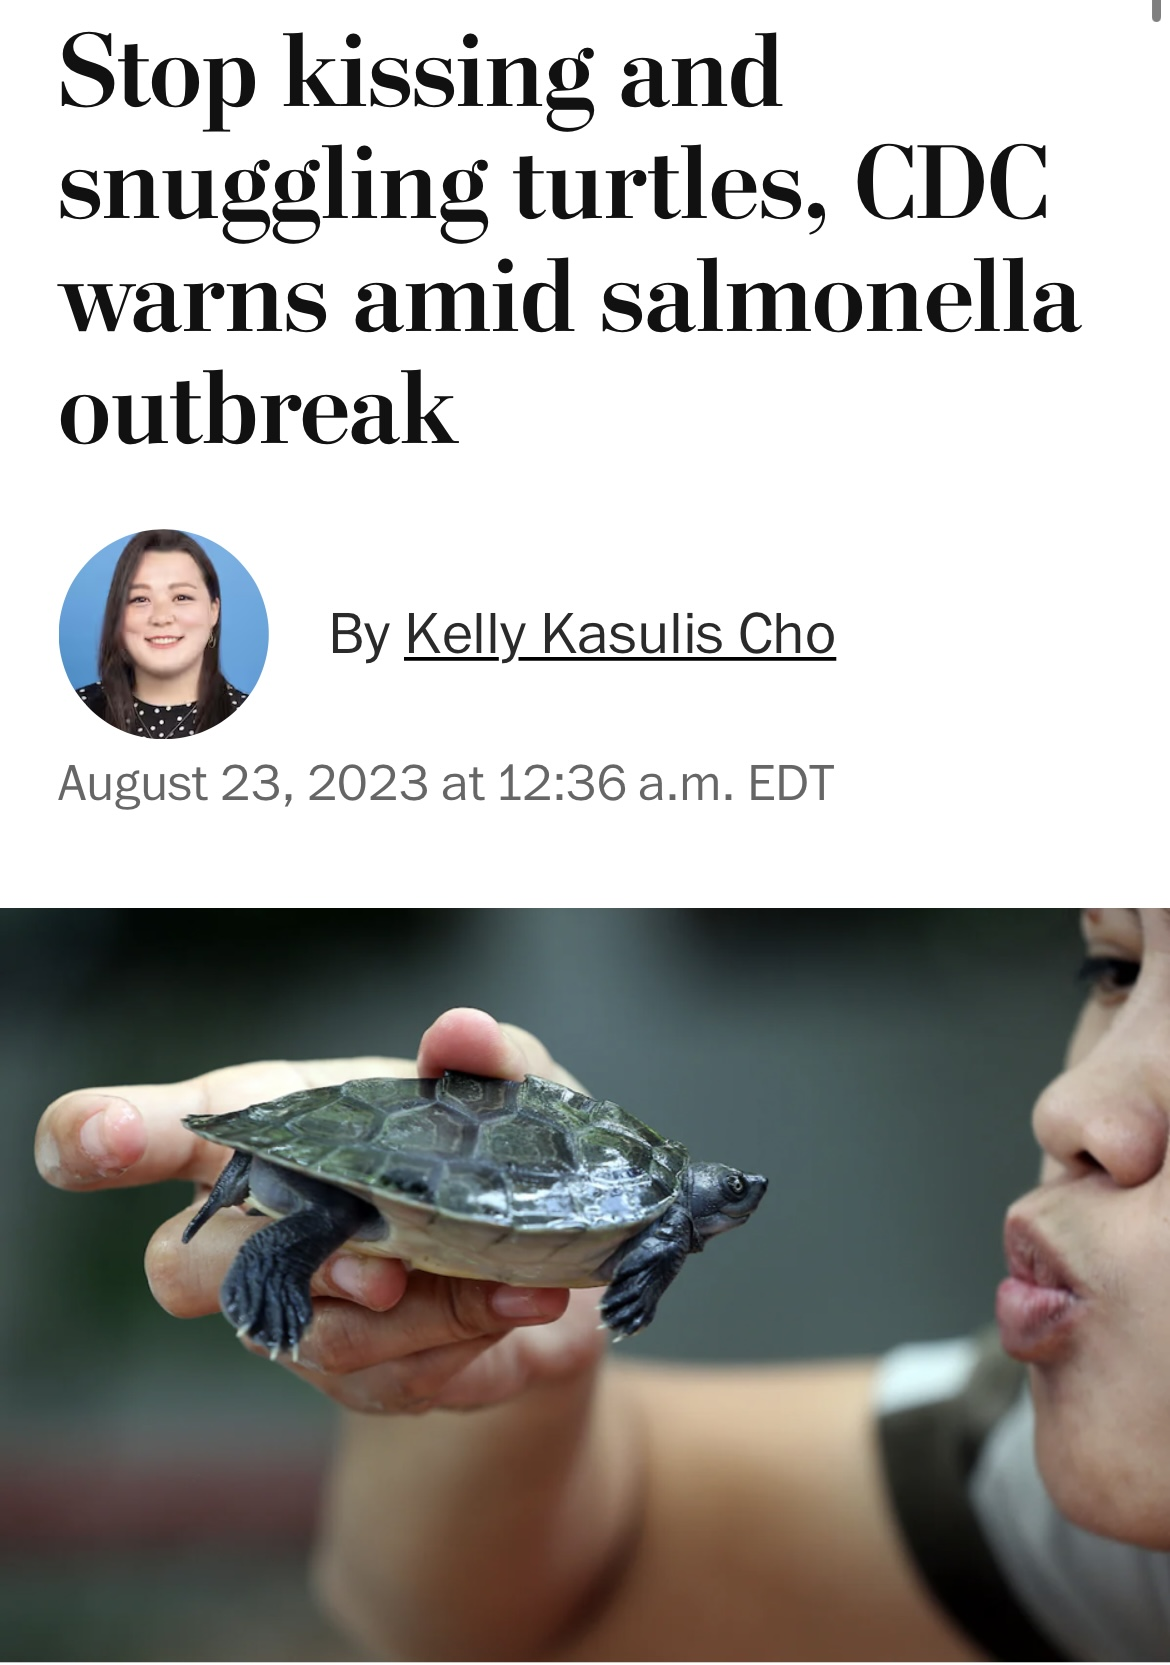 Stop kissing and
snuggling turtles, CDC
warns amid salmonella
outbreak
By Kelly Kasulis Cho
August 23, 2023 at 12:36 a.m. EDT